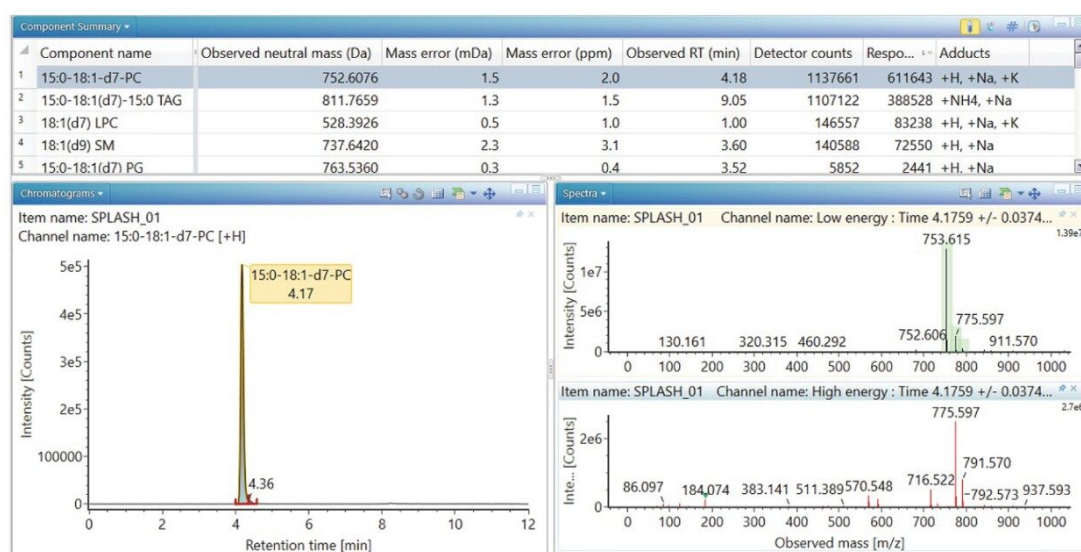 Component Summary
Component name Observed neutral mass (Da) Mass error (mDa) Mass error (ppm) Observed RT (min) Detector counts Respo... Adducts
1 15:0-18:1-d7-PC 752.6076 1.5 2.0 4.18 1137661 611643 +H, +Na, +K
2 15:0-18:1(d7)-15:0 TAG 811.7659 1.3 1.5 9.05 1107122 388528 +NH4, +Na
3 18:1(d7) LPC 528.3926 0.5 1.0 1.00 146557 83238 +H, +Na, +K
4 18:1(d9) SM 737.6420 2.3 3.1 3.60 140588 72550 +H, +Na
5 15:0-18:1(d7) PG 763.5360 0.3 0.4 3.52 5852 2441 +H, +Na
Chromatograms
Item name: SPLASH_01
Channel name: 15:0-18:1-d7-PC [+H]
15:0-18:1-d7-PC
4.17
5e5
4e5
3e5
2e5
100000
0
4.36
Intensity [Counts]
0 2 4 6 8 10 12
Retention time [min]
Spectra
Item name: SPLASH_01 Channel name: Low energy : Time 4.1759 +/- 0.0374...
1.39e7
753.615
1e7
5e6
0
775.597
752.606
911.570
130.161 320.315 460.292
Intensity [Counts]
0 100 200 300 400 500 600 700 800 900 1000
Item name: SPLASH_01 Channel name: High energy : Time 4.1759 +/- 0.0374...
2.7e6
775.597
2e6
0
791.570
716.522
86.097 184.074 383.141 511.389 570.548 792.573 937.593
Inte... [Counts]
0 100 200 300 400 500 600 700 800 900 1000
Observed mass [m/z]